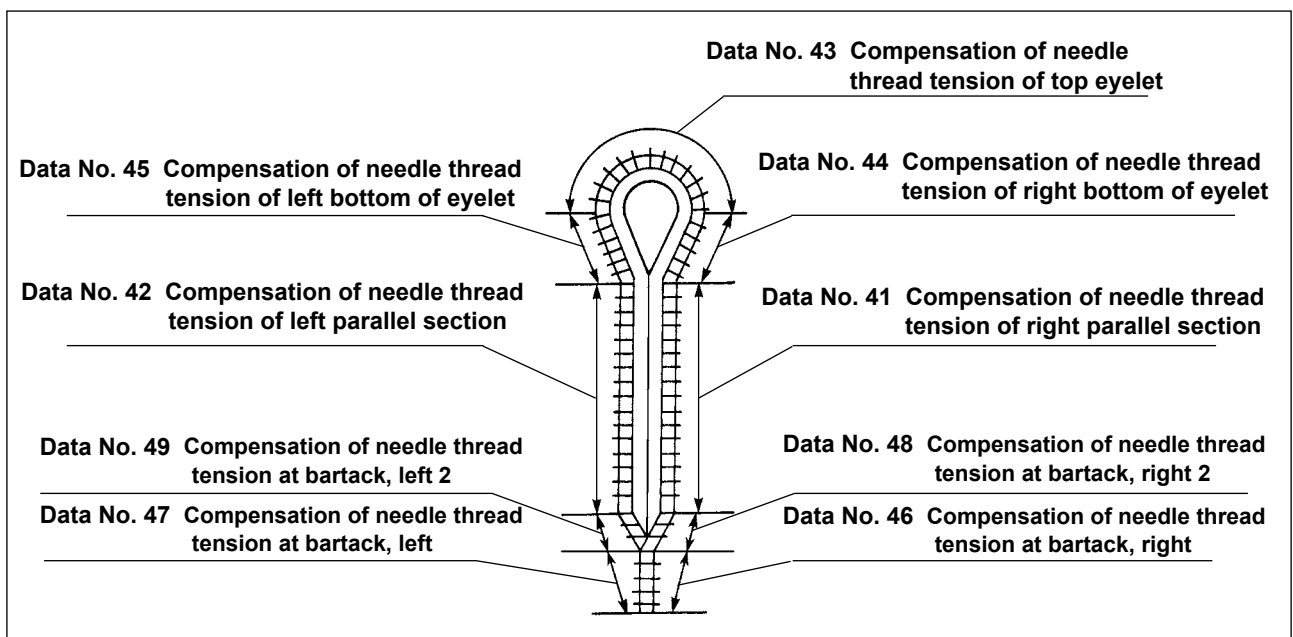 Data No. 43 Compensation of needle
thread tension of top eyelet
Data No. 45 Compensation of needle thread
tension of left bottom of eyelet
Data No. 44 Compensation of needle thread
tension of right bottom of eyelet
Data No. 42 Compensation of needle thread
tension of left parallel section
Data No. 41 Compensation of needle thread
tension of right parallel section
Data No. 49 Compensation of needle thread
tension at bartack, left 2
Data No. 48 Compensation of needle thread
tension at bartack, right 2
Data No. 47 Compensation of needle thread
tension at bartack, left
Data No. 46 Compensation of needle thread
tension at bartack, right